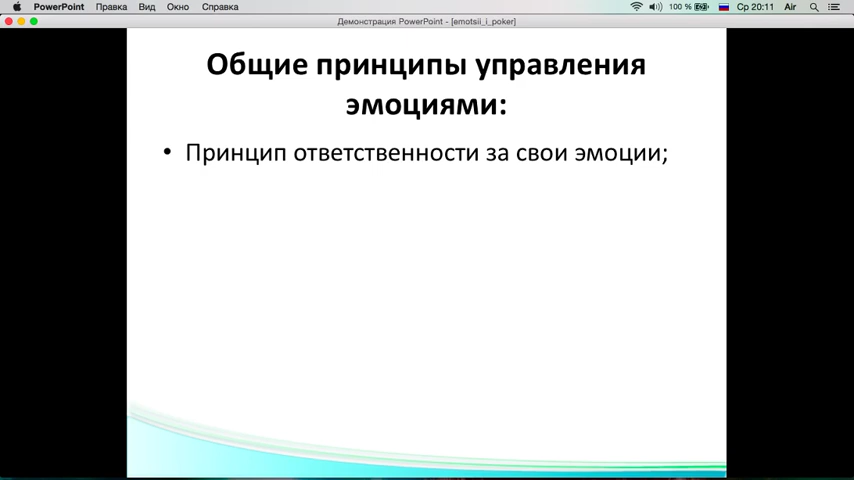 PowerPoint Правка Вид Окно Справка 100 % Ср 20:11 Air
Демонстрация PowerPoint - [emotsii_i_poker]
Общие принципы управления
эмоциями:
• Принцип ответственности за свои эмоции;